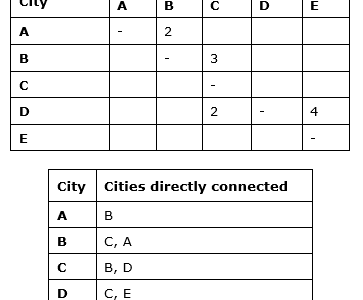 City A B C D E
A - 2
B - 3
C -
D 2 - 4
E -
City Cities directly connected
A B
B C, A
C B, D
D C, E